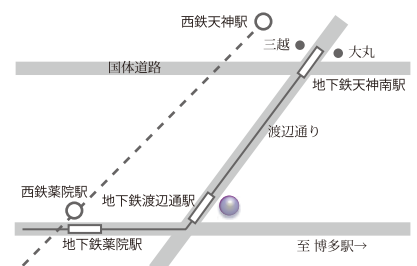 西鉄天神駅
三越
大丸
国体道路
地下鉄天神南駅
渡辺通り
西鉄薬院駅
地下鉄渡辺通駅
地下鉄薬院駅
至 博多駅→